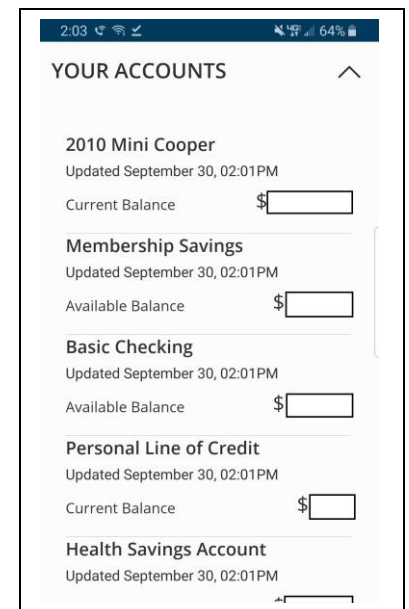 2:03 64%
YOUR ACCOUNTS
2010 Mini Cooper
Updated September 30, 02:01PM
Current Balance $
Membership Savings
Updated September 30, 02:01PM
Available Balance $
Basic Checking
Updated September 30, 02:01PM
Available Balance $
Personal Line of Credit
Updated September 30, 02:01PM
Current Balance $
Health Savings Account
Updated September 30, 02:01PM